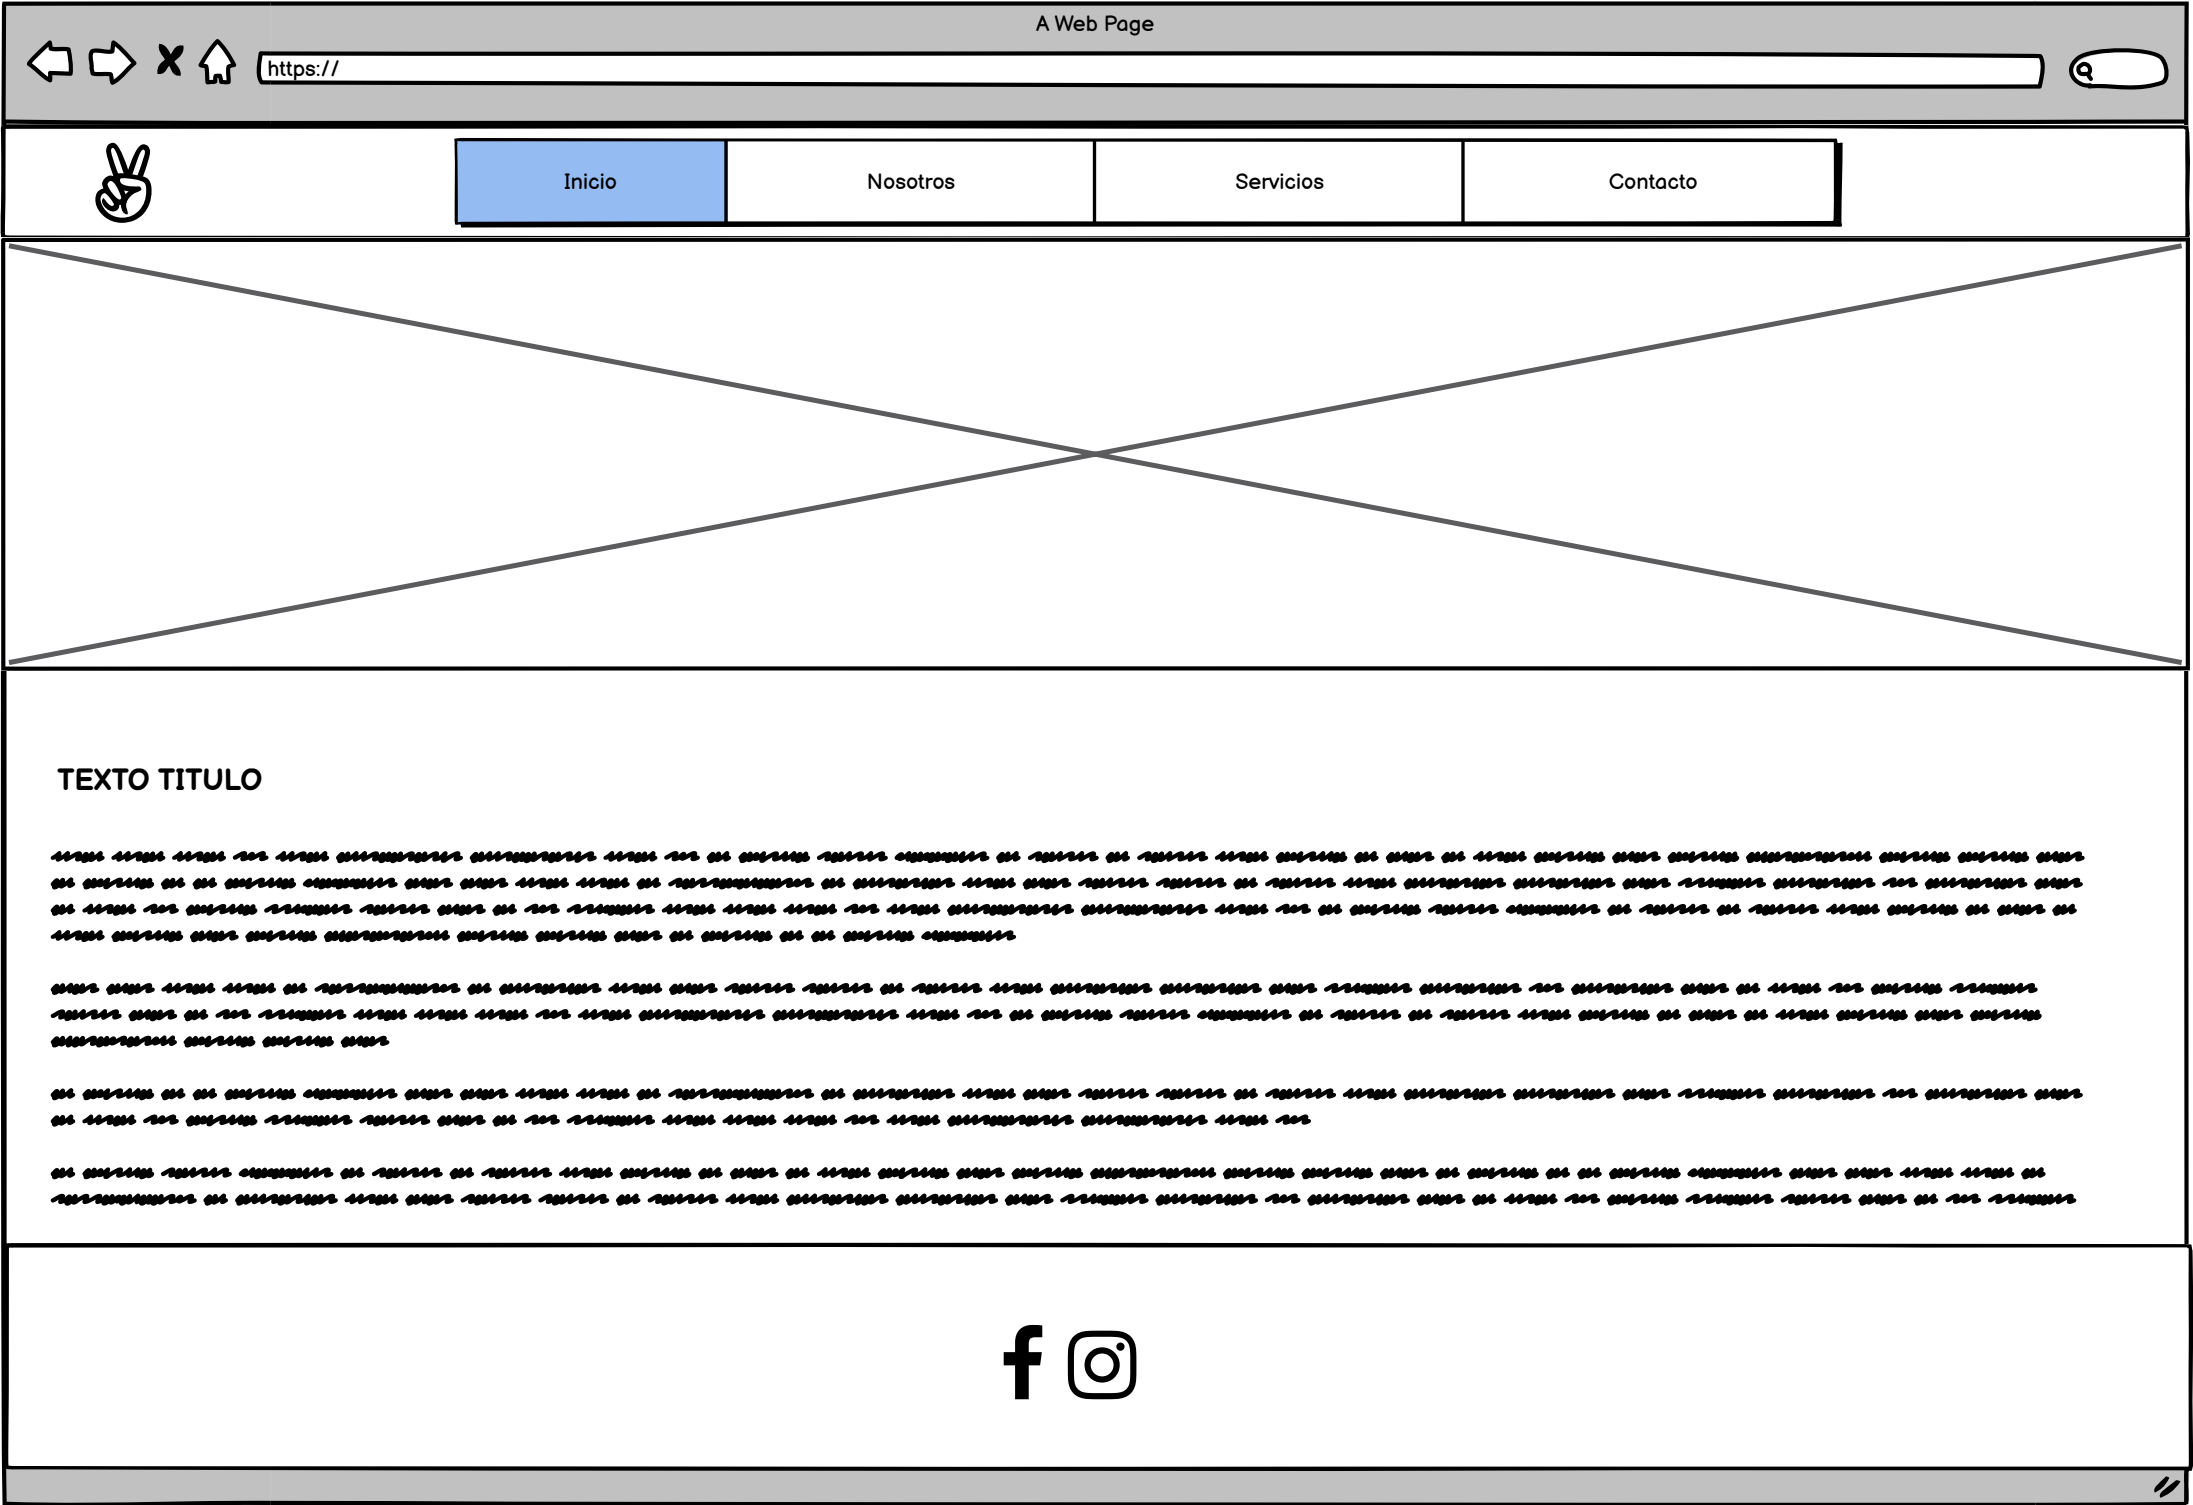 A Web Page
https://
Inicio
Nosotros
Servicios
Contacto
TEXTO TITULO